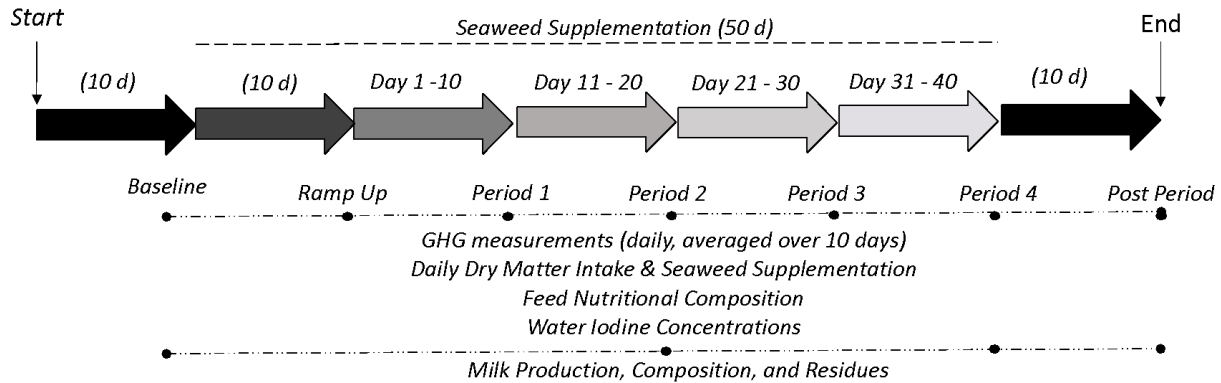 Start
End
Seaweed Supplementation (50 d)
(10 d) (10 d) Day 1 -10 Day 11 - 20 Day 21 - 30 Day 31 - 40 (10 d)
Baseline Ramp Up Period 1 Period 2 Period 3 Period 4 Post Period
GHG measurements (daily, averaged over 10 days)
Daily Dry Matter Intake & Seaweed Supplementation
Feed Nutritional Composition
Water Iodine Concentrations
Milk Production, Composition, and Residues